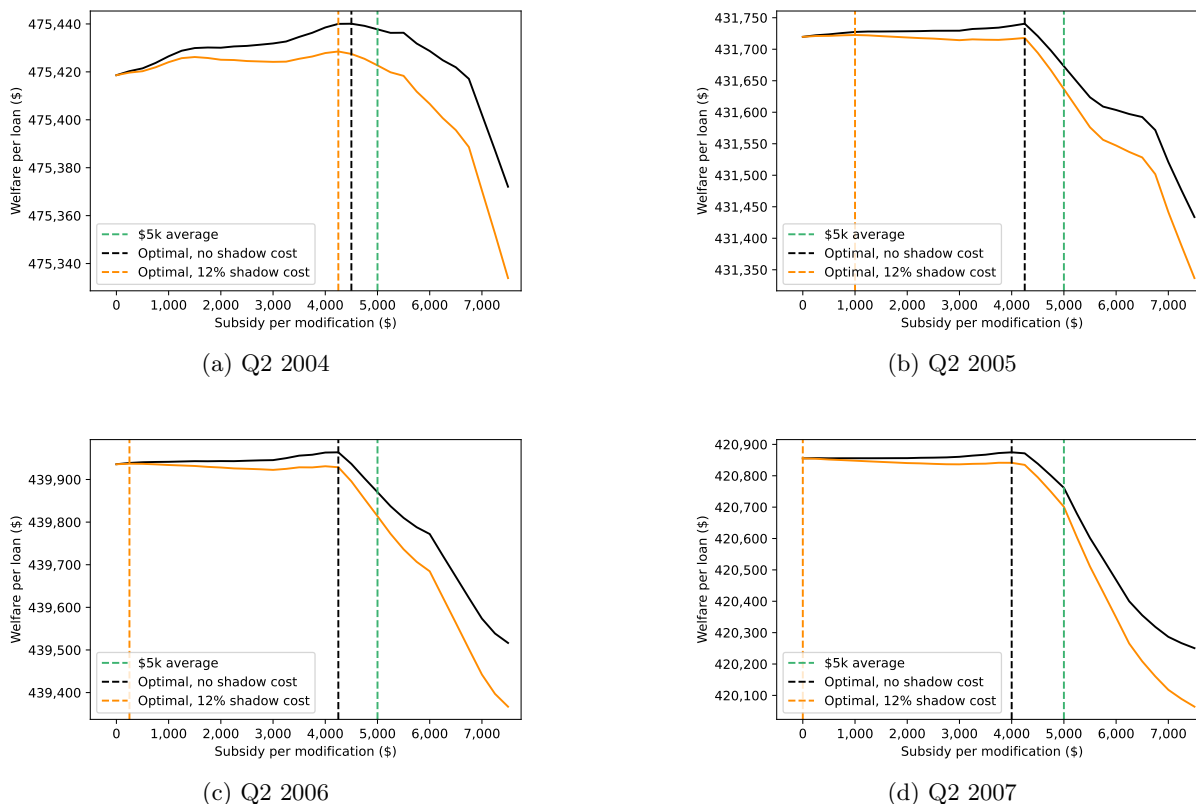 475,440
475,420
475,400
475,380
475,360
475,340
Welfare per loan ($)
$5k average
Optimal, no shadow cost
Optimal, 12% shadow cost
0 1,000 2,000 3,000 4,000 5,000 6,000 7,000
Subsidy per modification ($)
(a) Q2 2004
431,750
431,700
431,650
431,600
431,550
431,500
431,450
431,400
431,350
Welfare per loan ($)
$5k average
Optimal, no shadow cost
Optimal, 12% shadow cost
0 1,000 2,000 3,000 4,000 5,000 6,000 7,000
Subsidy per modification ($)
(b) Q2 2005
439,900
439,800
439,700
439,600
439,500
439,400
Welfare per loan ($)
$5k average
Optimal, no shadow cost
Optimal, 12% shadow cost
0 1,000 2,000 3,000 4,000 5,000 6,000 7,000
Subsidy per modification ($)
(c) Q2 2006
420,900
420,800
420,700
420,600
420,500
420,400
420,300
420,200
420,100
Welfare per loan ($)
$5k average
Optimal, no shadow cost
Optimal, 12% shadow cost
0 1,000 2,000 3,000 4,000 5,000 6,000 7,000
Subsidy per modification ($)
(d) Q2 2007